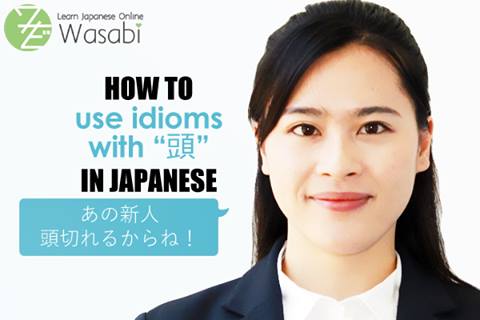 Learn Japanese Online
Wasabi
HOW TO
use idioms
with “頭”
IN JAPANESE
あの新人
頭切れるからね！